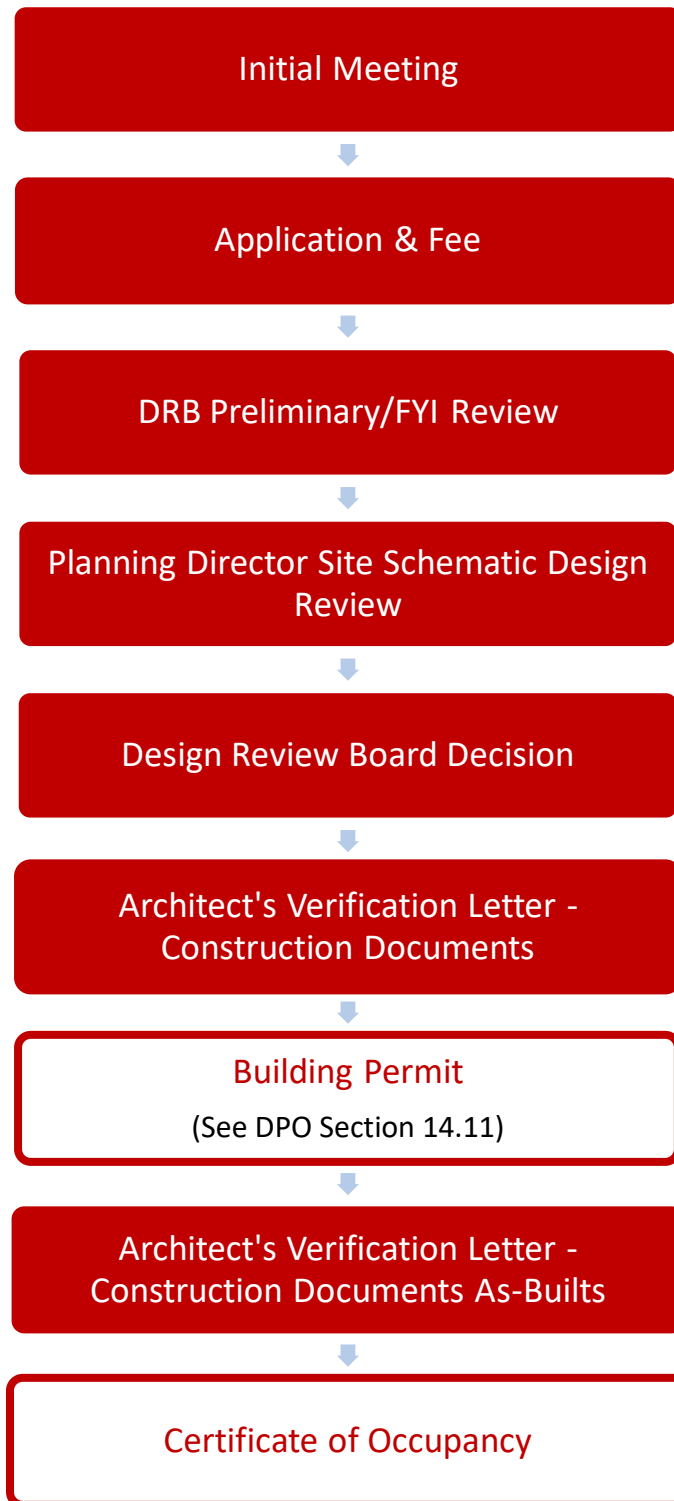 Initial Meeting
Application & Fee
DRB Preliminary/FYI Review
Planning Director Site Schematic Design
Review
Design Review Board Decision
Architect's Verification Letter -
Construction Documents
Building Permit
(See DPO Section 14.11)
Architect's Verification Letter -
Construction Documents As-Builts
Certificate of Occupancy